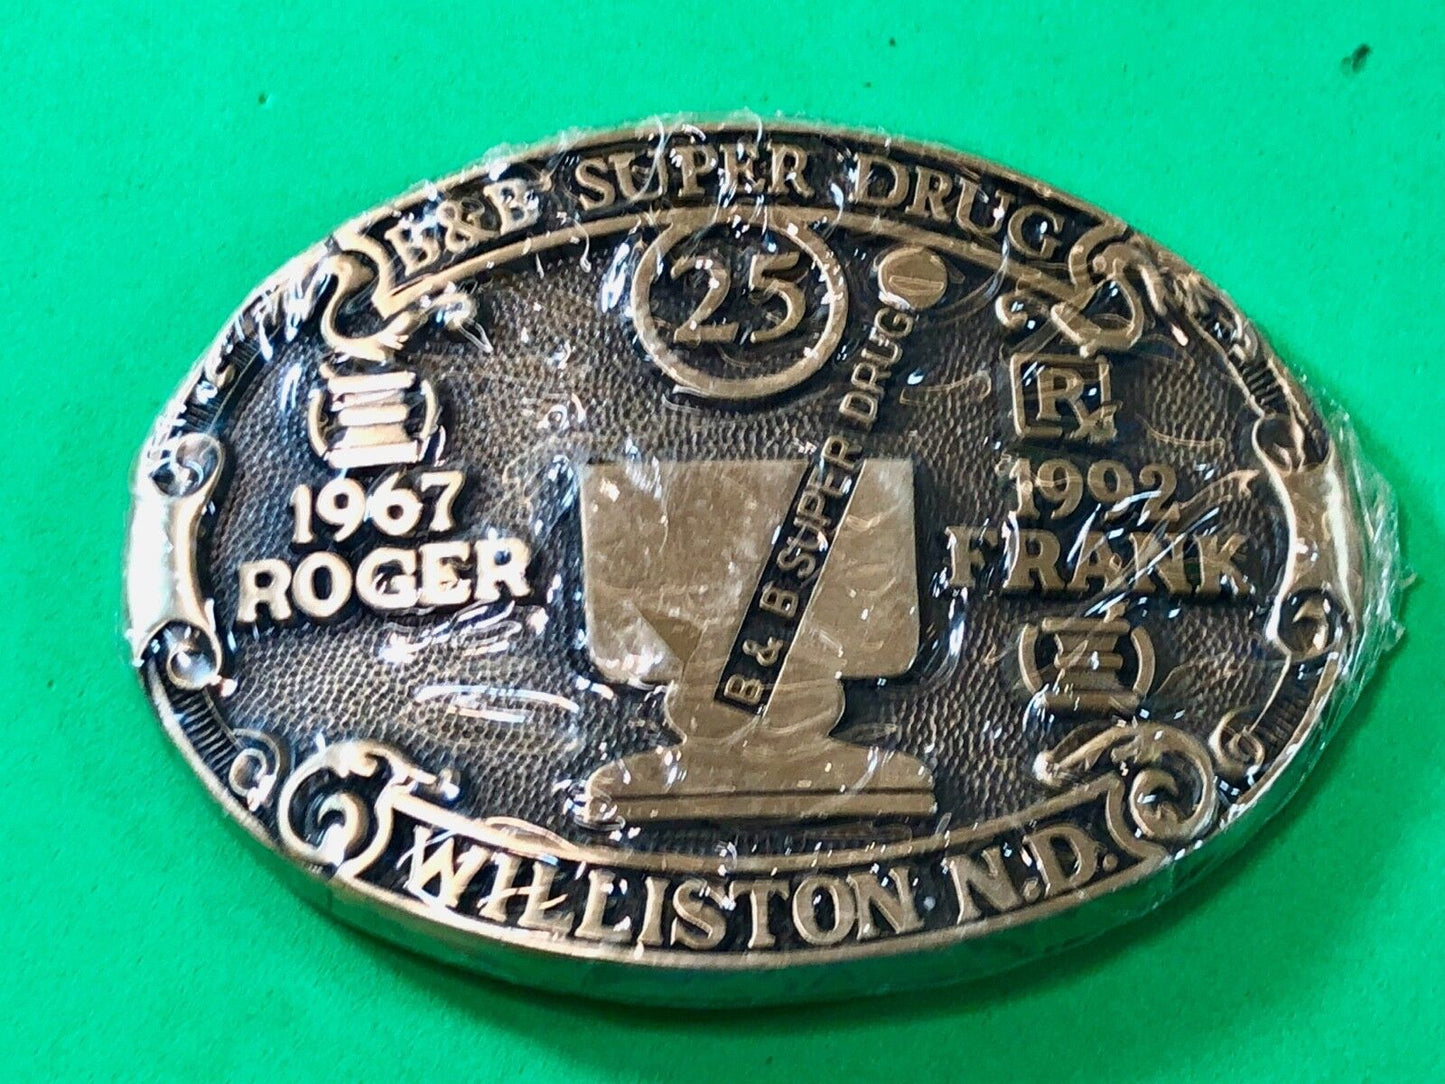 B&B SUPER DRUG
25
1967
ROGER
B & B SUPER DRUG
Rx
1992
FRANK
WILLISTON N.D.